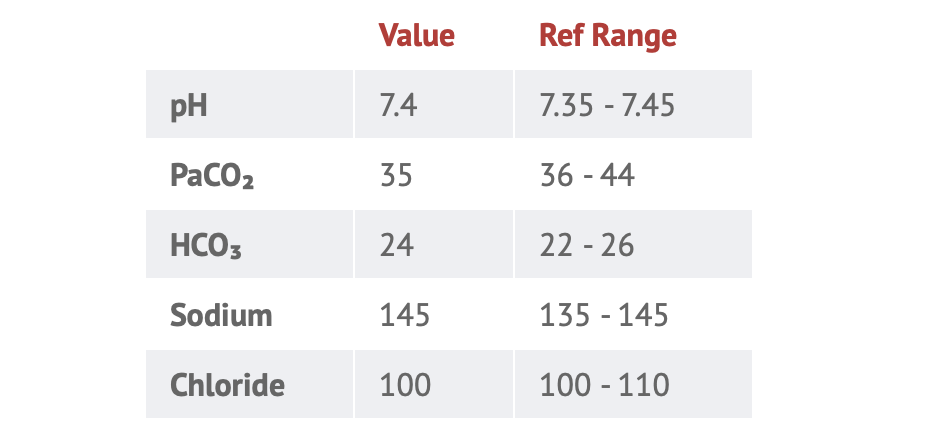 Value Ref Range
pH 7.4 7.35 - 7.45
PaCO₂ 35 36 - 44
HCO₃ 24 22 - 26
Sodium 145 135 - 145
Chloride 100 100 - 110